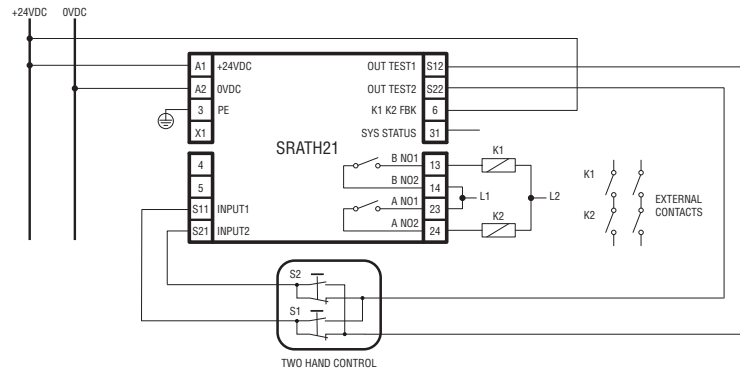 +24VDC 0VDC
A1 +24VDC OUT TEST1 S12
A2 0VDC OUT TEST2 S22
3 PE K1 K2 FBK 6
X1 SYS STATUS 31
SRATH21
4 B NO1 13 K1
5 B NO2 14 L1 L2
S11 INPUT1 A NO1 23
S21 INPUT2 A NO2 24 K2
K1
K2
EXTERNAL
CONTACTS
S2
S1
TWO HAND CONTROL